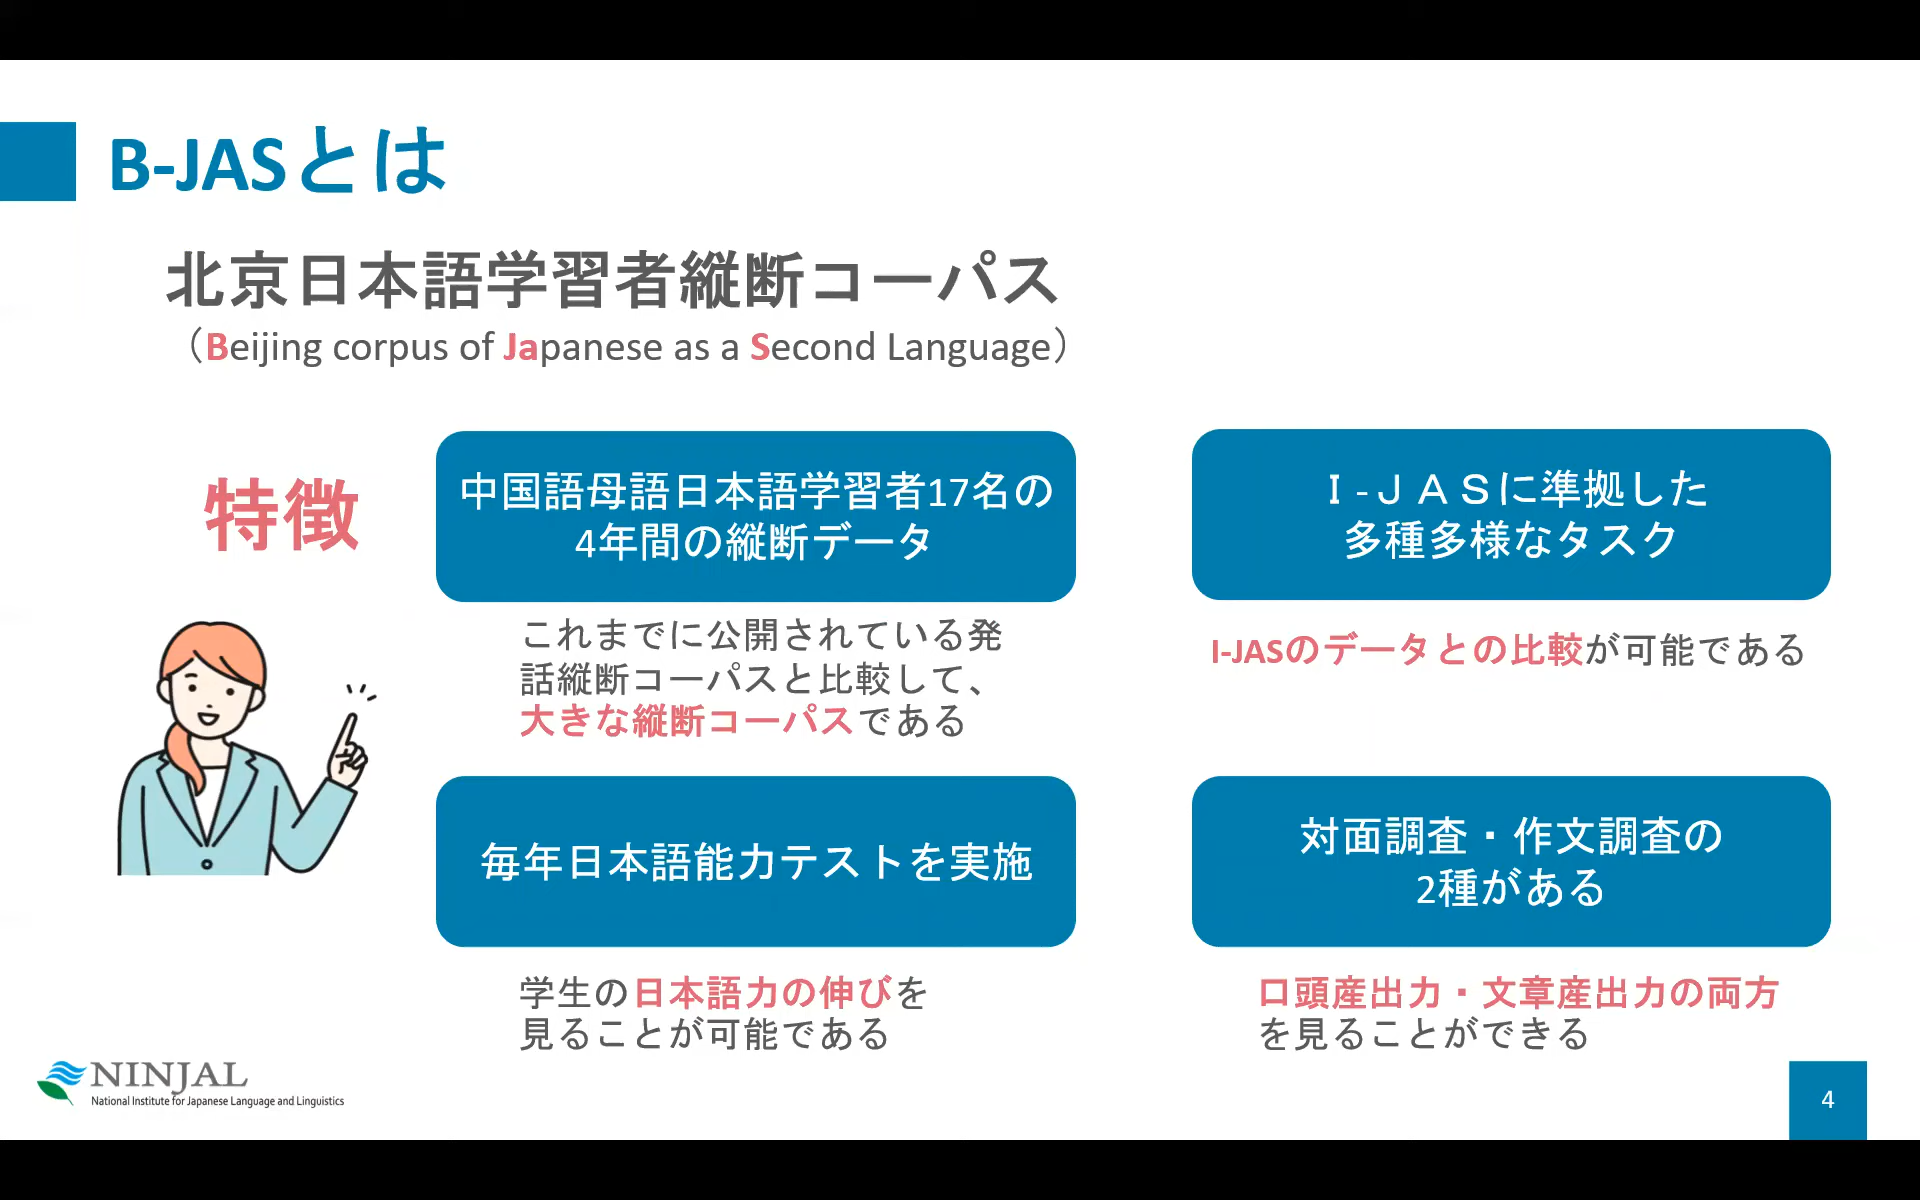 B-JASとは
北京日本語学習者縦断コーパス
（Beijing corpus of Japanese as a Second Language）
特徴
中国語母語日本語学習者17名の
4年間の縦断データ
これまでに公開されている発
話縦断コーパスと比較して、
大きな縦断コーパスである
Ｉ-ＪＡＳに準拠した
多種多様なタスク
I-JASのデータとの比較が可能である
毎年日本語能力テストを実施
学生の日本語力の伸びを
見ることが可能である
対面調査・作文調査の
2種がある
口頭産出力・文章産出力の両方
を見ることができる
NINJAL
National Institute for Japanese Language and Linguistics
4